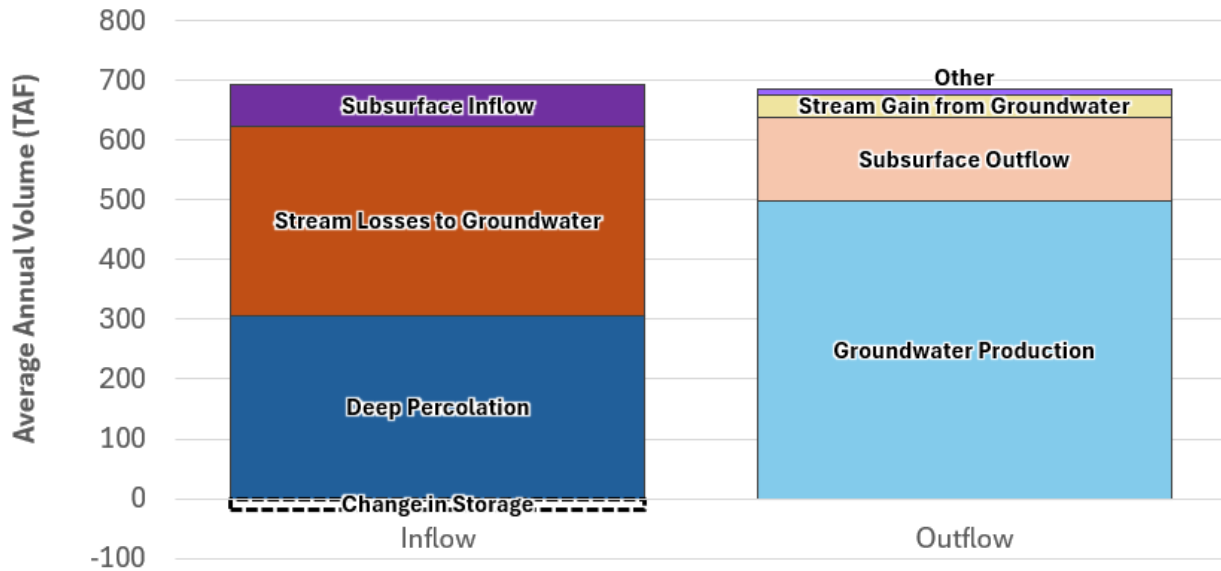 Average Annual Volume (TAF)
800
700
600
500
400
300
200
100
0
-100
Subsurface Inflow
Stream Losses to Groundwater
Deep Percolation
Change in Storage
Inflow
Other
Stream Gain from Groundwater
Subsurface Outflow
Groundwater Production
Outflow